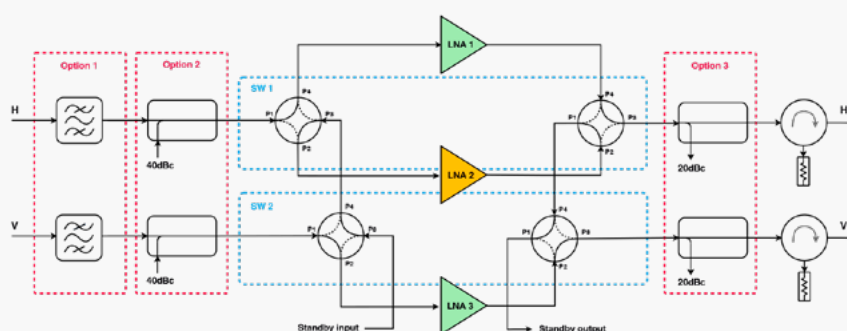 Option 1
Option 2
Option 3
LNA 1
SW 1
P4
P4
H
P1
P3
P1
P3
H
P2
P2
40dBc
20dBc
LNA 2
SW 2
P4
P4
V
P1
P3
P1
P3
V
P2
P2
40dBc
20dBc
LNA 3
Standby input
Standby output